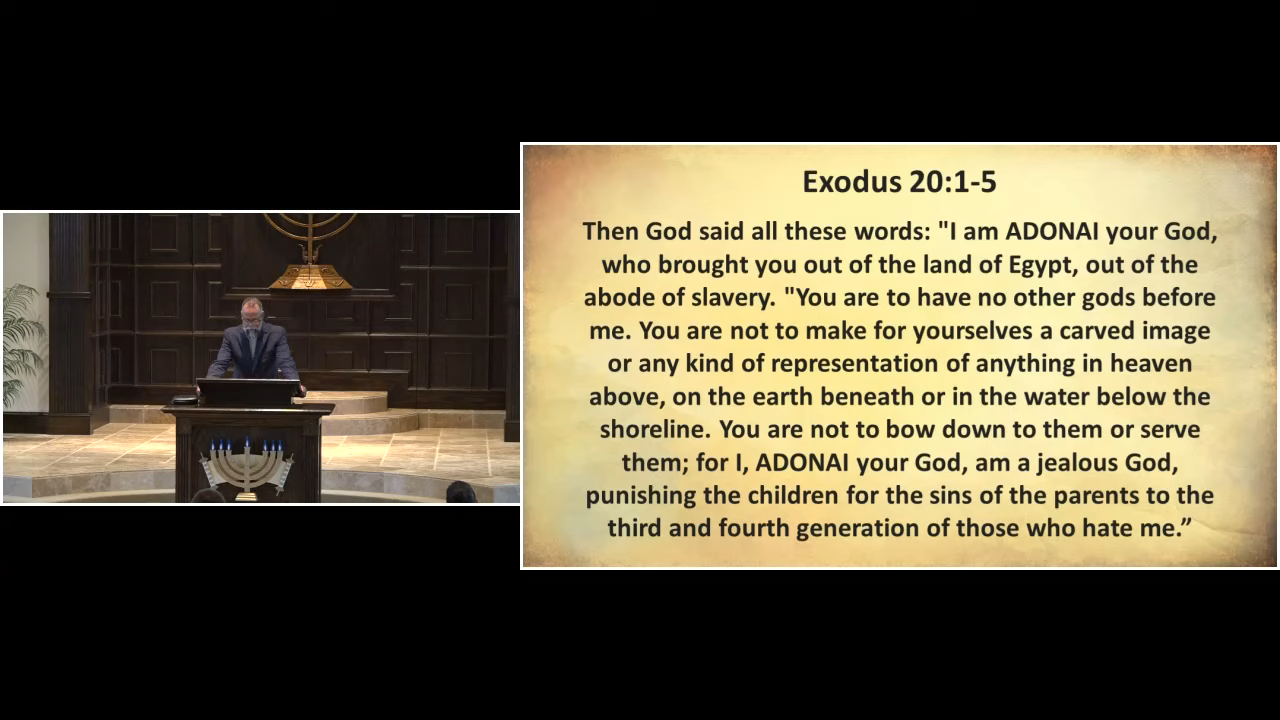 Exodus 20:1-5
Then God said all these words: "I am ADONAI your God,
who brought you out of the land of Egypt, out of the
abode of slavery. "You are to have no other gods before
me. You are not to make for yourselves a carved image
or any kind of representation of anything in heaven
above, on the earth beneath or in the water below the
shoreline. You are not to bow down to them or serve
them; for I, ADONAI your God, am a jealous God,
punishing the children for the sins of the parents to the
third and fourth generation of those who hate me.”